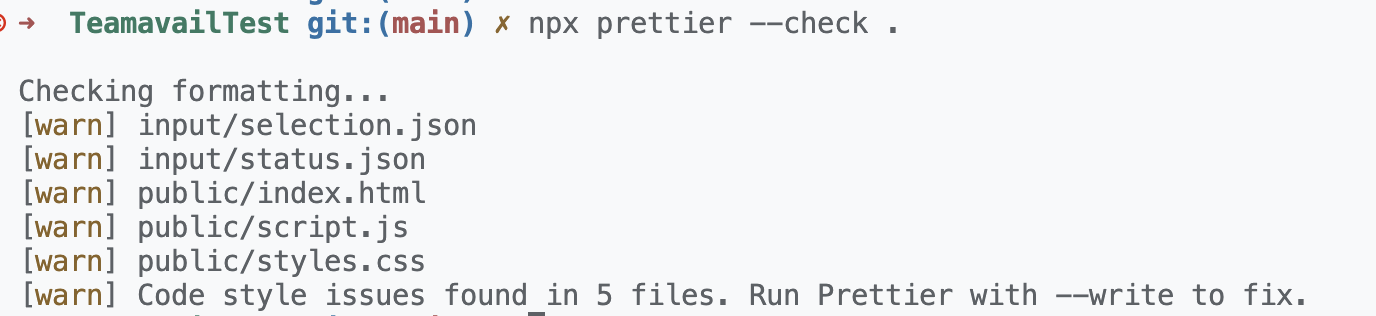 ➜ TeamavailTest git:(main) ✗ npx prettier --check .
Checking formatting...
[warn] input/selection.json
[warn] input/status.json
[warn] public/index.html
[warn] public/script.js
[warn] public/styles.css
[warn] Code style issues found in 5 files. Run Prettier with --write to fix.